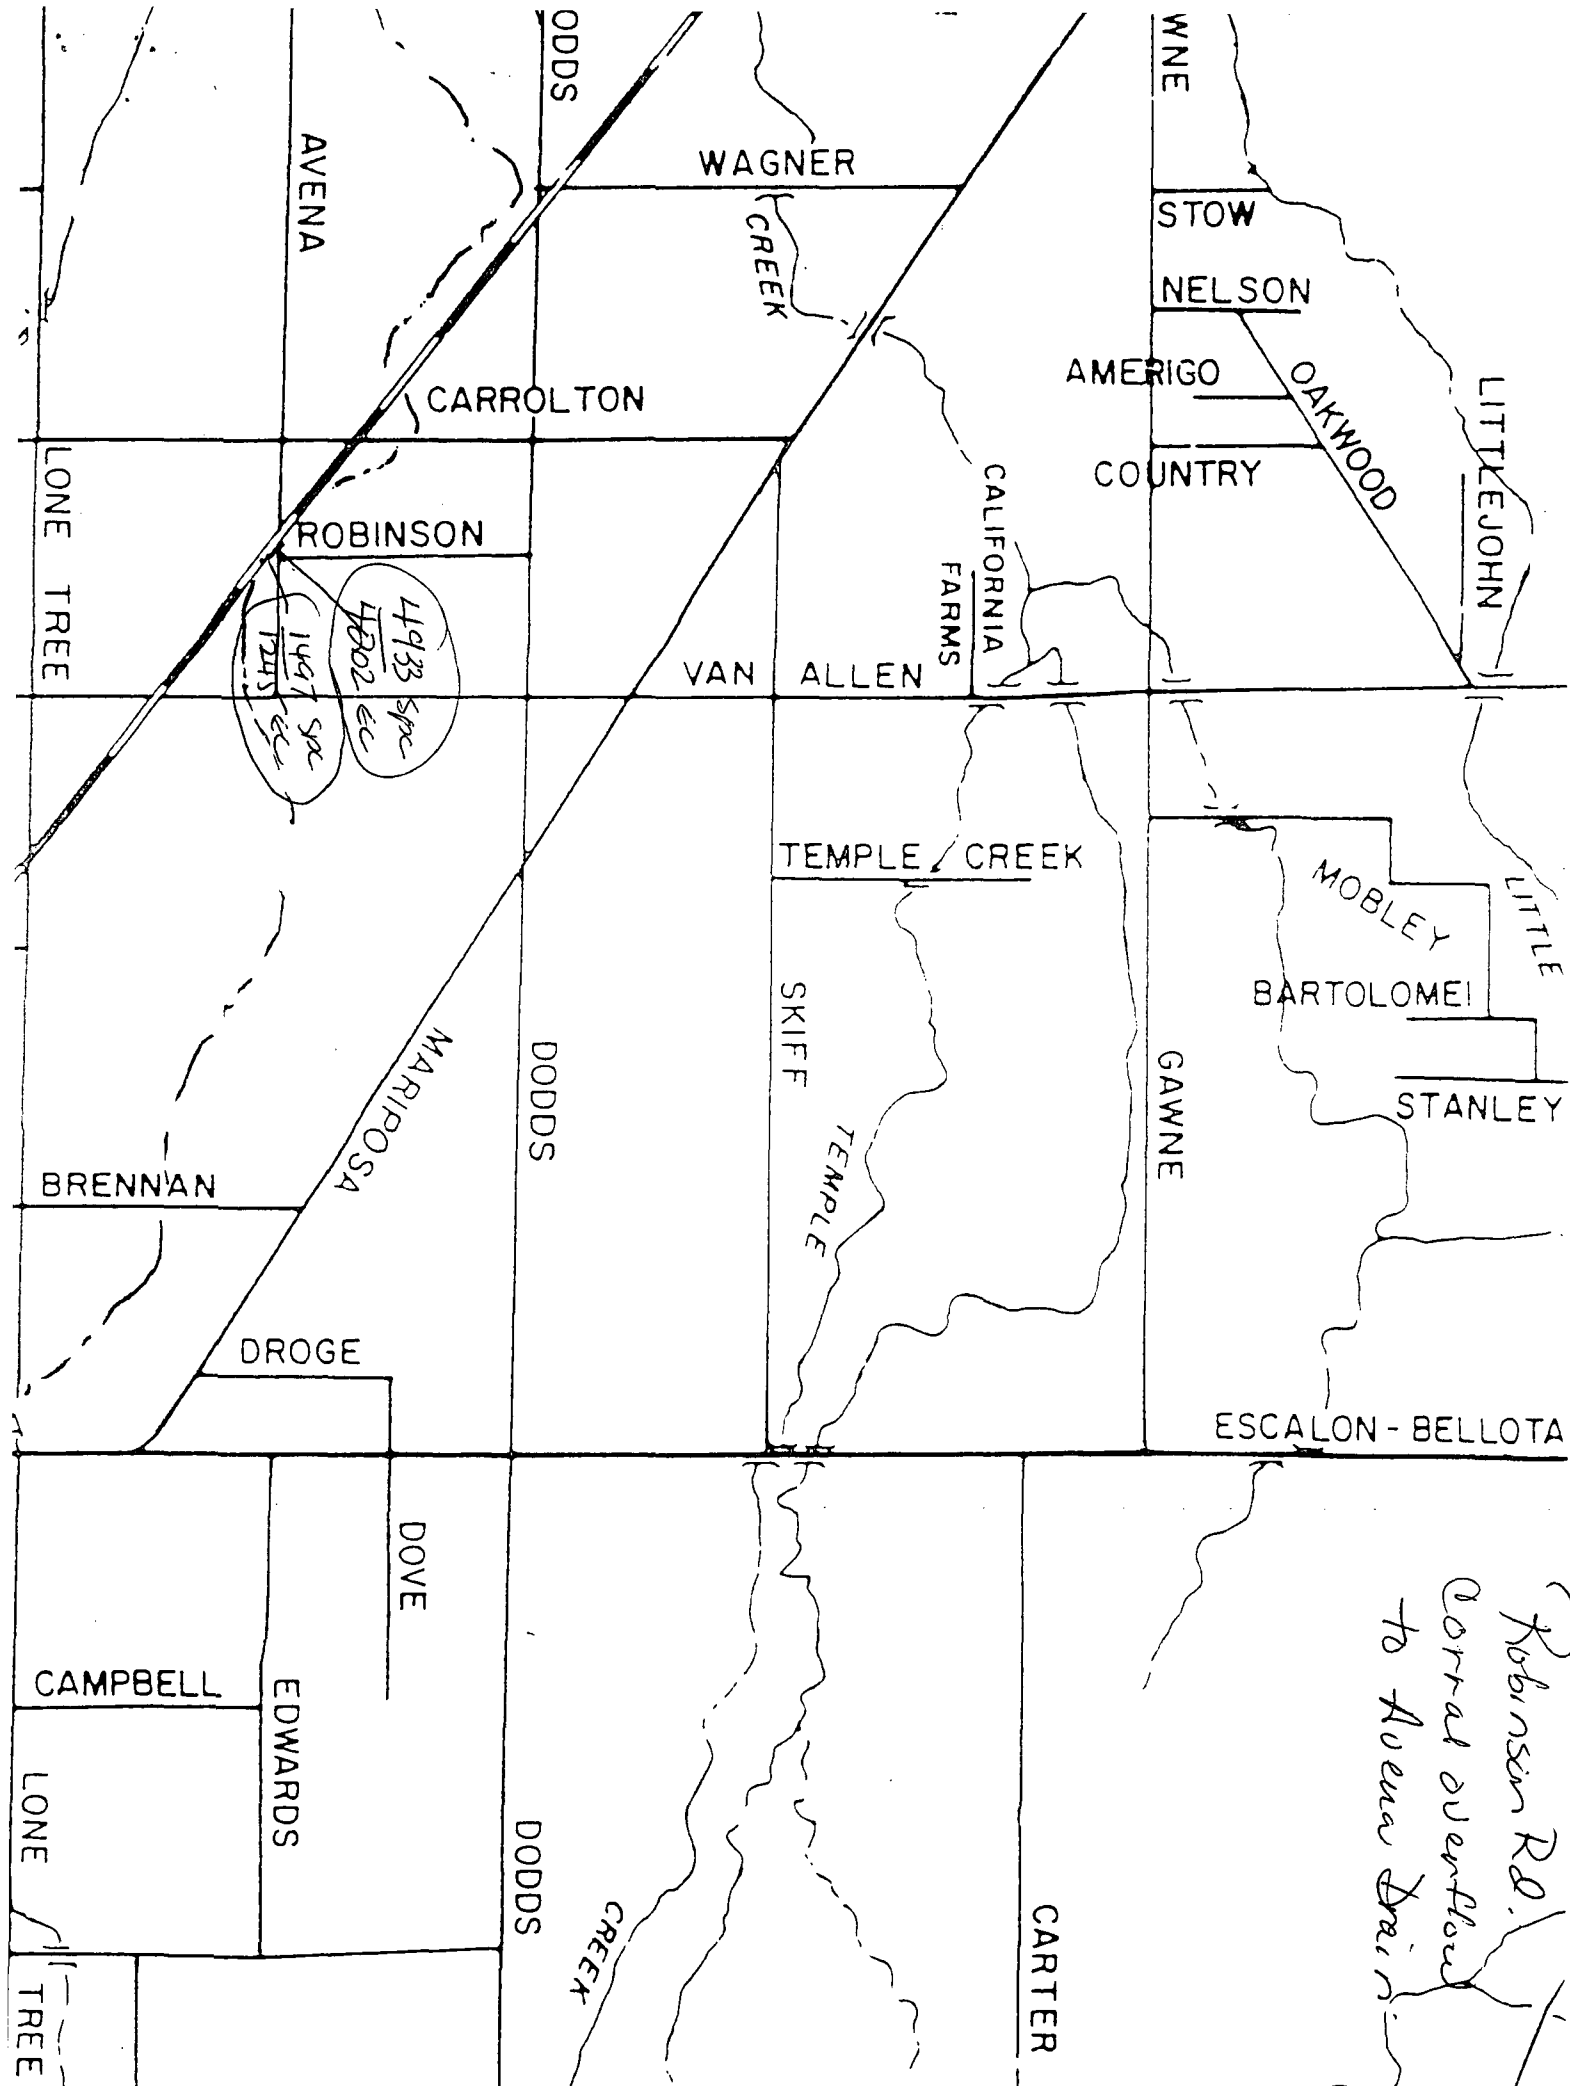 ODDS
WNE
AVENA
WAGNER
STOW
CREEK
NELSON
AMERIGO
OAKWOOD
LITTLEJOHN
CARROLTON
COUNTRY
LONE TREE
CALIFORNIA
FARMS
ROBINSON
4933 spc
4202 ec
1497 spc
1245 ec
VAN ALLEN
TEMPLE CREEK
MOBLEY
LITTLE
SKIFF
BARTOLOMEI
MARIPOSA
DODDS
GAWNE
STANLEY
TEMPLE
BRENNAN
DROGE
ESCALON-BELLOTA
DOVE
CAMPBELL
EDWARDS
LONE TREE
DODDS
CREEK
CARTER
Robinson Rd.
Corral overflow
to Avena Drain